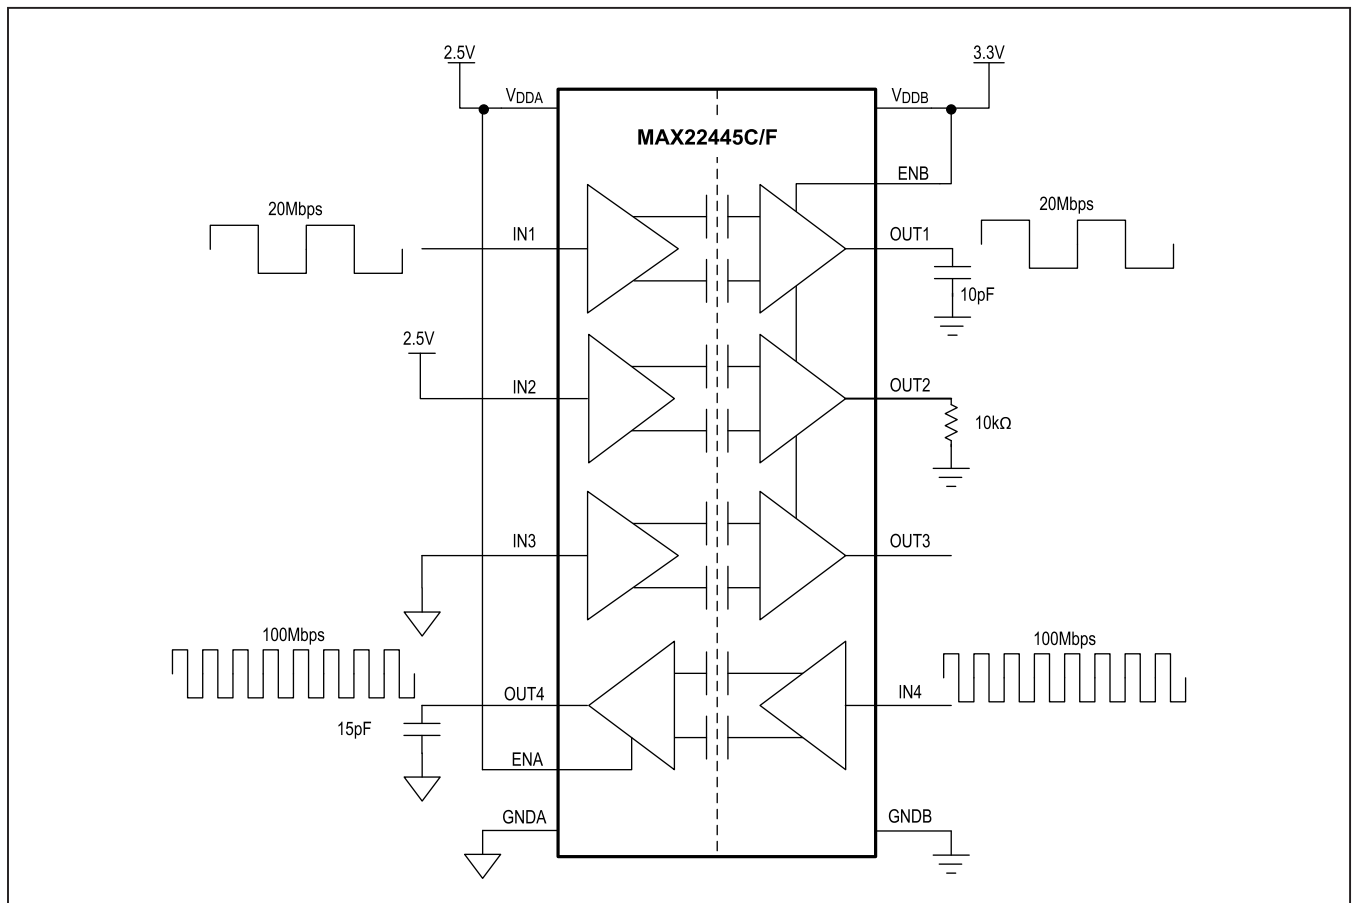 2.5V
3.3V
VDDA
VDDB
MAX22445C/F
ENB
20Mbps
IN1
OUT1
20Mbps
10pF
2.5V
IN2
OUT2
10kΩ
IN3
OUT3
100Mbps
100Mbps
OUT4
IN4
15pF
ENA
GNDA
GNDB